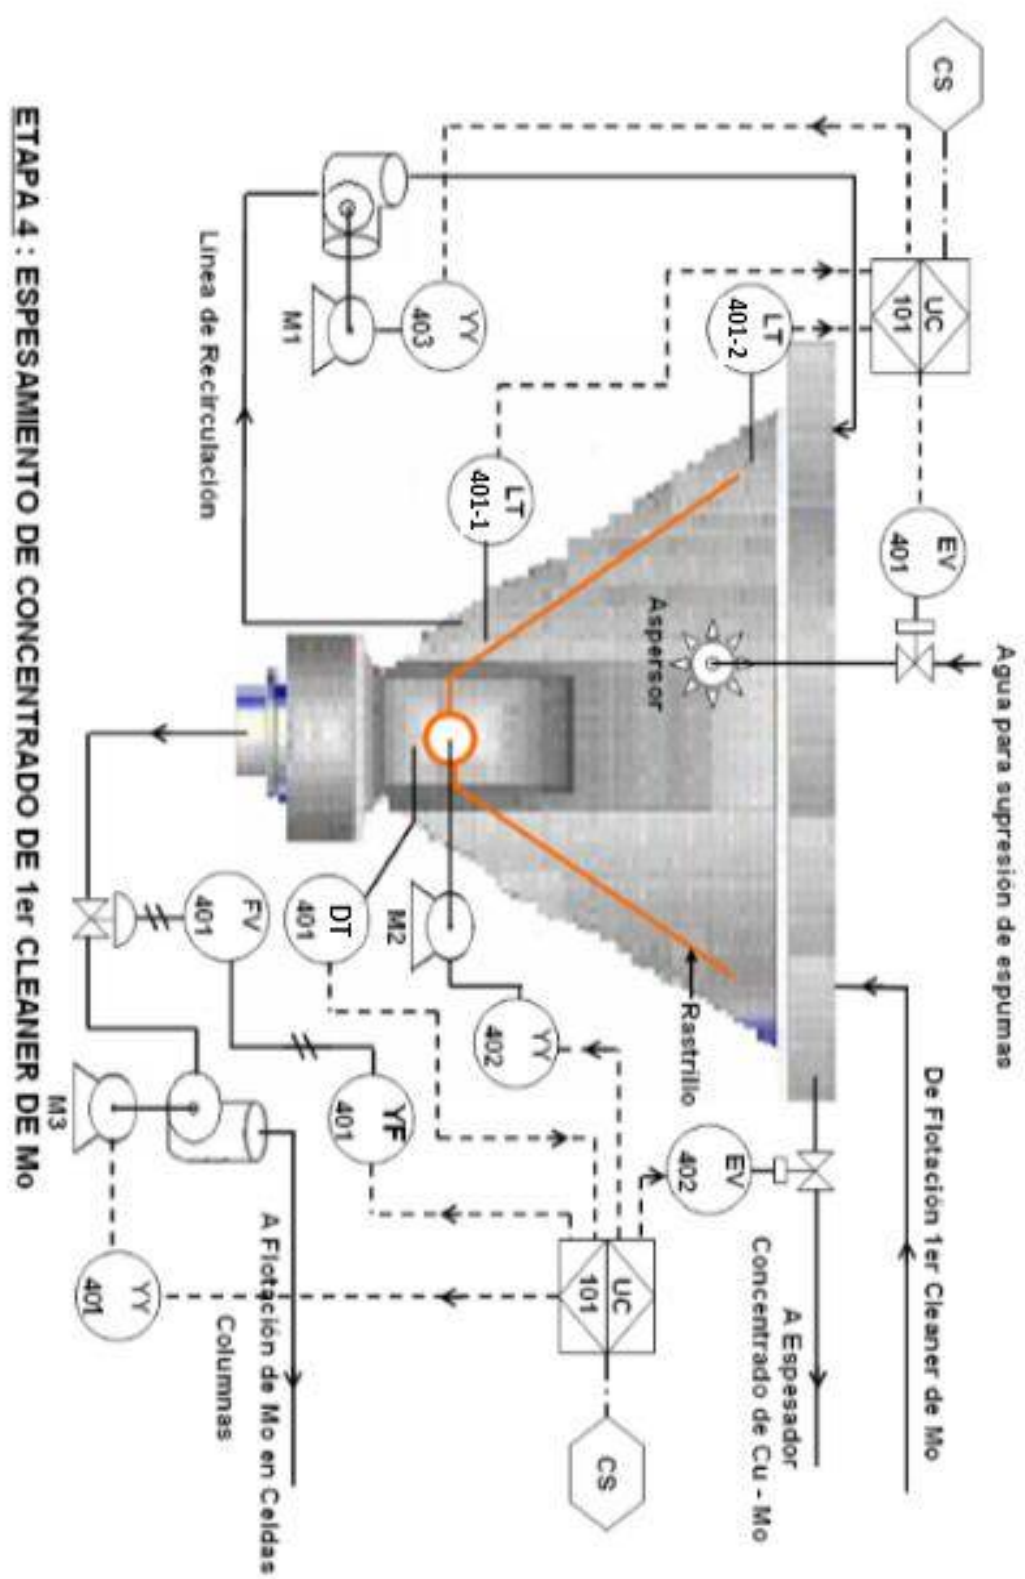 CS
UC
101
EV
401
Agua para supresión de espumas
De Flotación 1er Cleaner de Mo
LT
401-2
Aspersor
YY
403
M1
LT
401-1
Linea de Recirculación
Rastrillo
EV
402
A Espesador
Concentrado de Cu - Mo
YY
402
M2
DT
401
UC
101
CS
YF
401
FV
401
M3
YY
401
A Flotación de Mo en Celdas
Columnas
ETAPA 4 : ESPESAMIENTO DE CONCENTRADO DE 1er CLEANER DE Mo